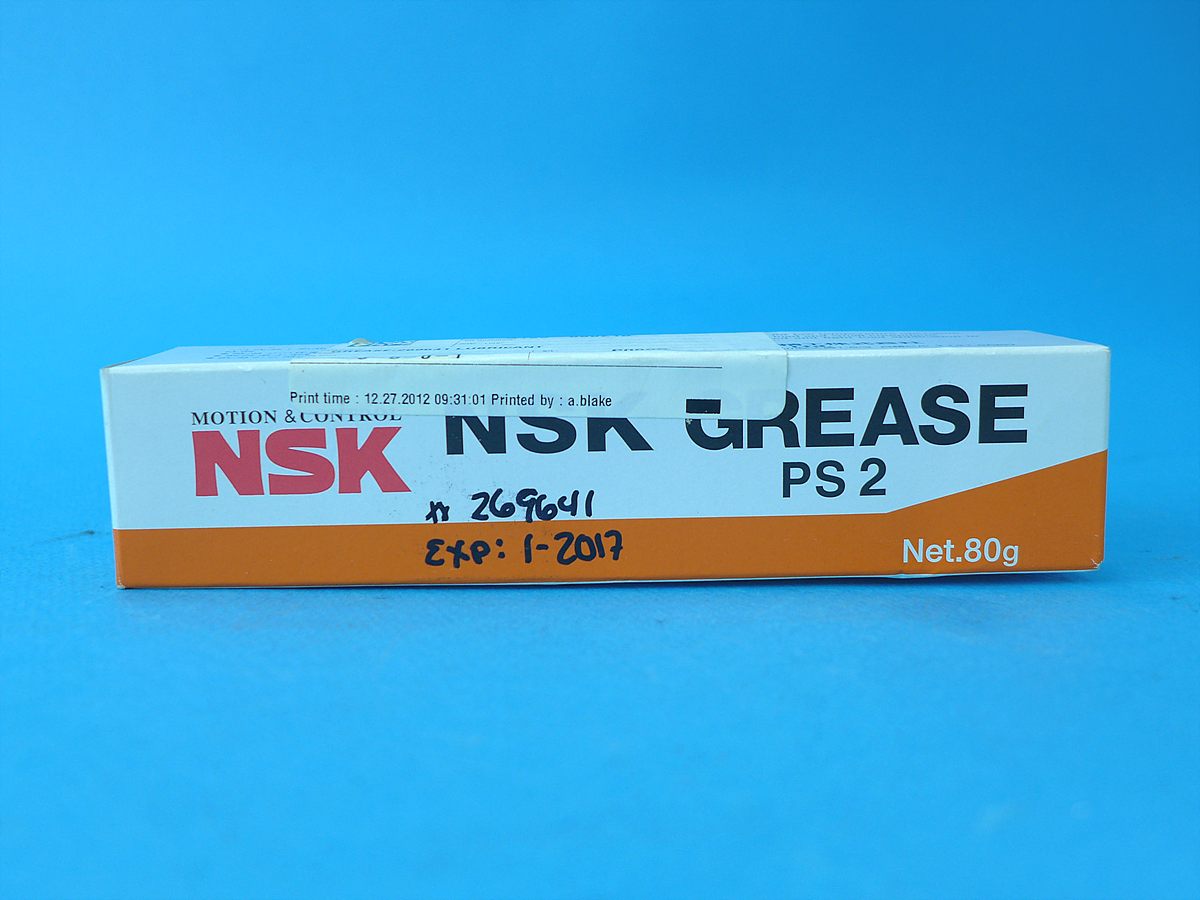 Print time : 12.27.2012 09:31:01 Printed by : a.blake
MOTION & CONTROL
NSK
NSK GREASE
PS 2
# 269641
EXP: 1-2017
Net.80g